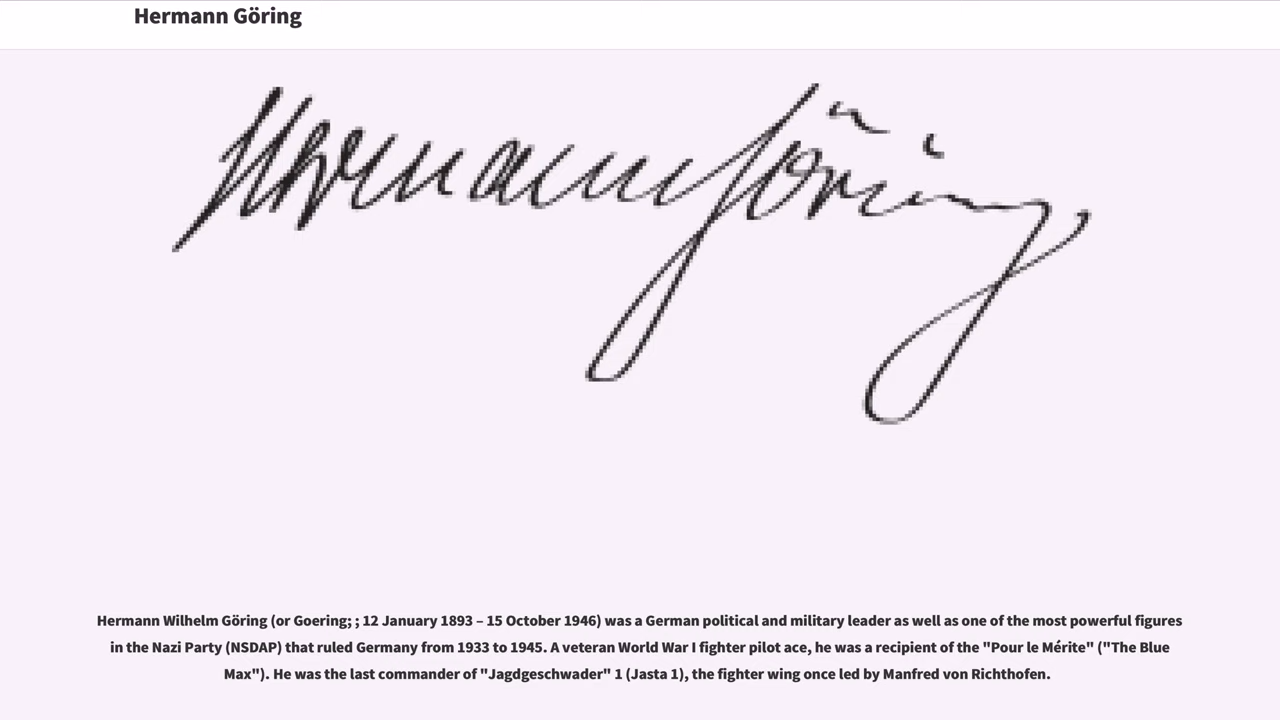 Hermann Göring
Hermann Göring
Hermann Wilhelm Göring (or Goering; ; 12 January 1893 – 15 October 1946) was a German political and military leader as well as one of the most powerful figures
in the Nazi Party (NSDAP) that ruled Germany from 1933 to 1945. A veteran World War I fighter pilot ace, he was a recipient of the "Pour le Mérite" ("The Blue
Max"). He was the last commander of "Jagdgeschwader" 1 (Jasta 1), the fighter wing once led by Manfred von Richthofen.